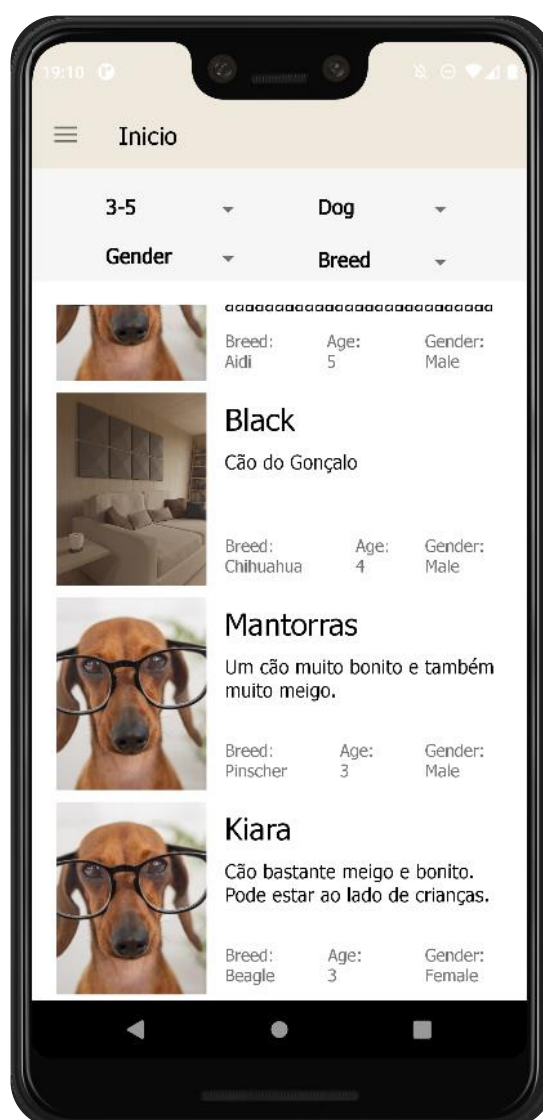 19:10
Inicio
3-5 Dog
Gender Breed
Breed: Age: Gender:
Aidi 5 Male
Black
Cão do Gonçalo
Breed: Age: Gender:
Chihuahua 4 Male
Mantorras
Um cão muito bonito e também
muito meigo.
Breed: Age: Gender:
Pinscher 3 Male
Kiara
Cão bastante meigo e bonito.
Pode estar ao lado de crianças.
Breed: Age: Gender:
Beagle 3 Female